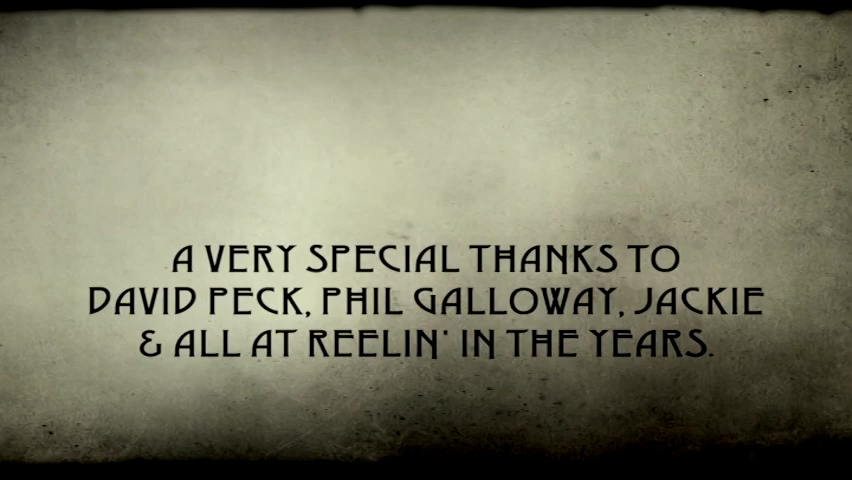 A VERY SPECIAL THANKS TO
DAVID PECK, PHIL GALLOWAY, JACKIE
& ALL AT REELIN' IN THE YEARS.